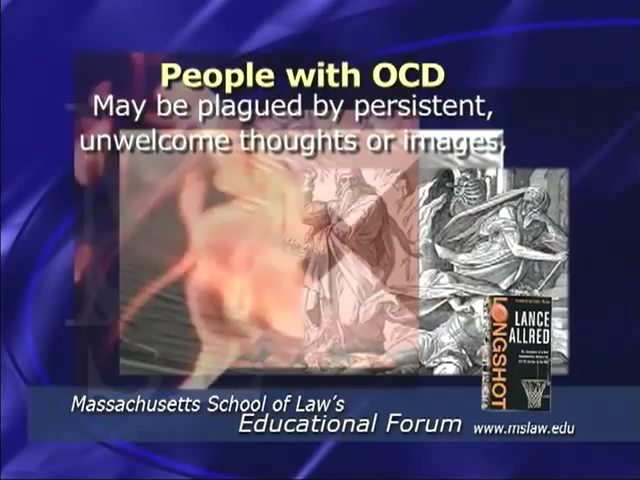 People with OCD
May be plagued by persistent,
unwelcome thoughts or images.
LONGSHOT
LANCE
ALLRED
Massachusetts School of Law's
Educational Forum
www.mslaw.edu